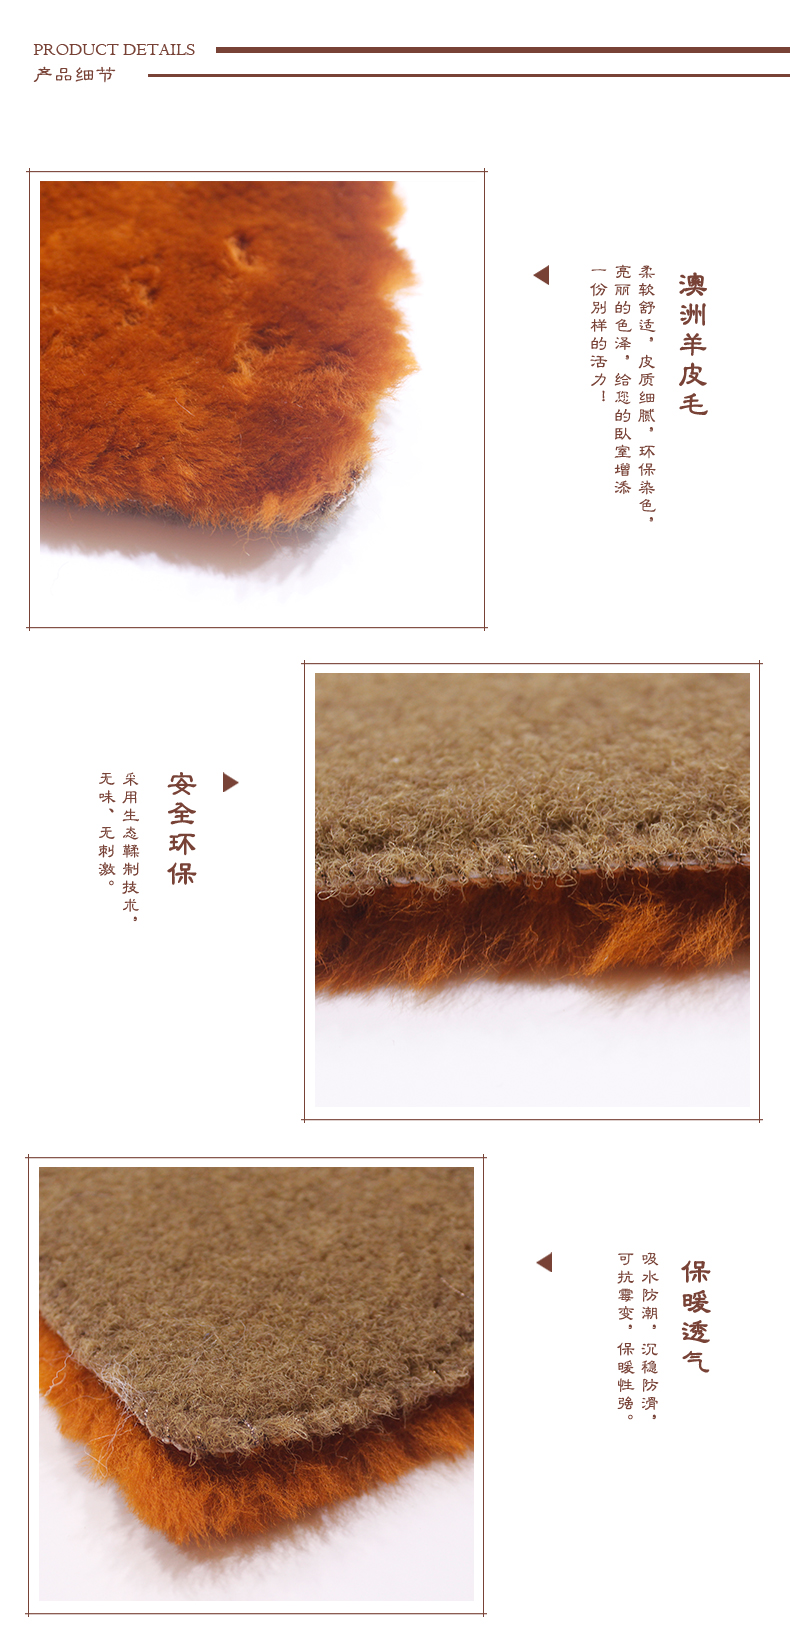 PRODUCT DETAILS
产品细节
澳洲羊皮毛
柔软舒适，皮质细腻，环保染色，
亮丽的色泽，给您的卧室增添
一份别样的活力！
安全环保
采用生态鞣制技术，
无味、无刺激。
保暖透气
吸水防潮，沉稳防滑，
可抗霉变，保暖性强。